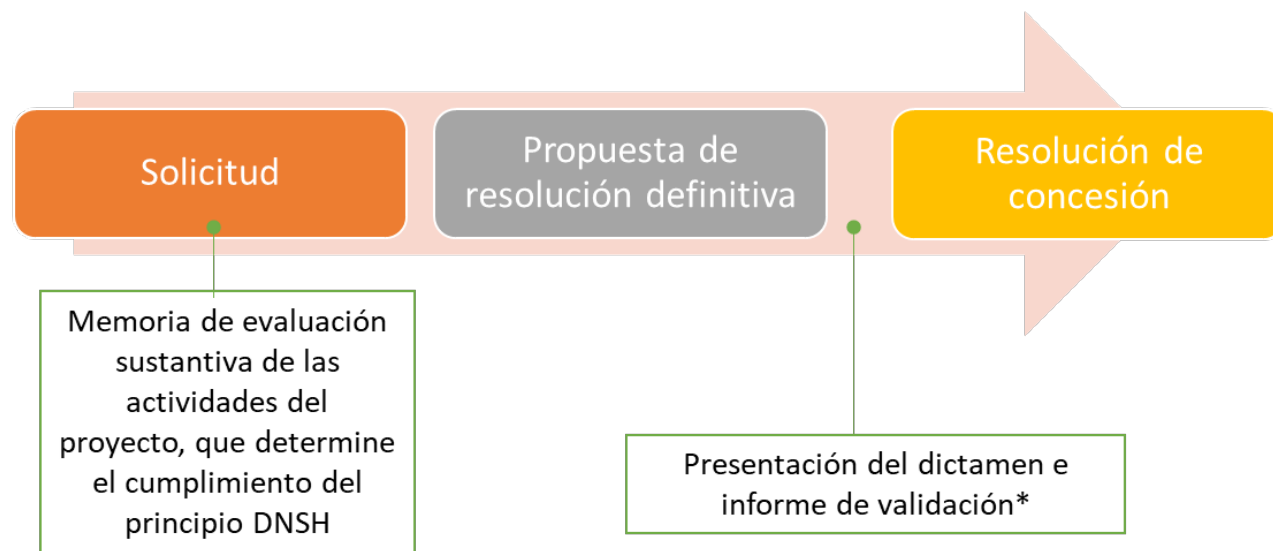 Solicitud
Propuesta de
resolución definitiva
Resolución de
concesión
Memoria de evaluación
sustantiva de las
actividades del
proyecto, que determine
el cumplimiento del
principio DNSH
Presentación del dictamen e
informe de validación*